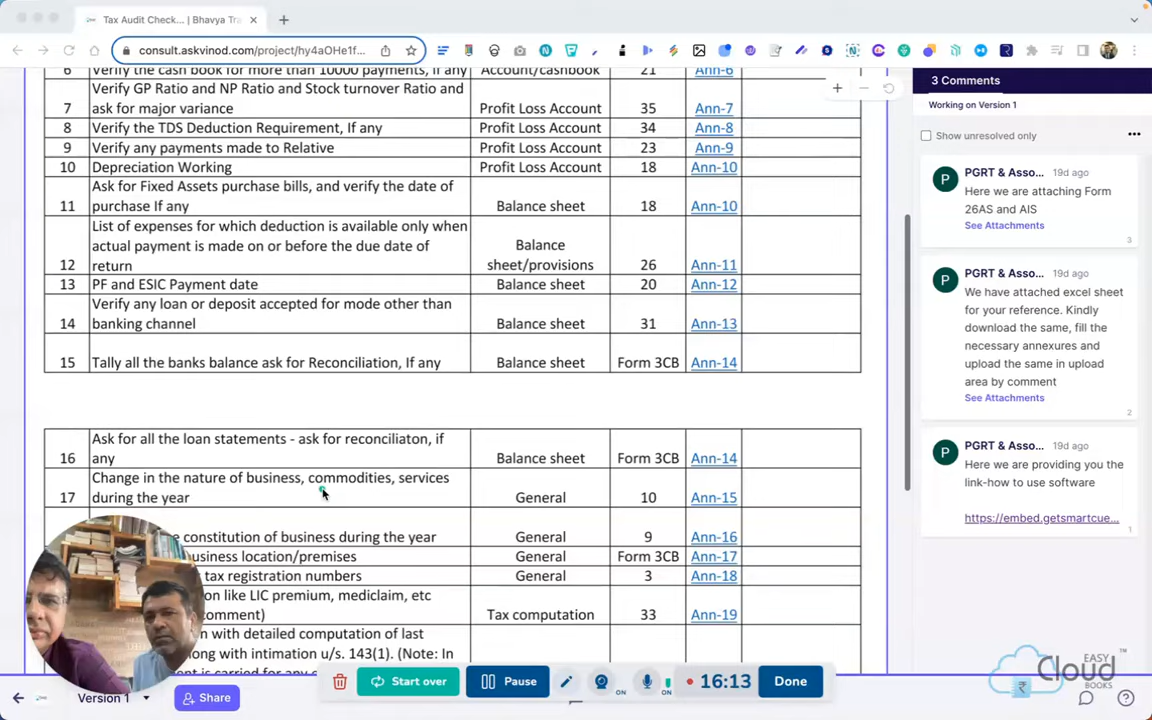 Tax Audit Check... | Bhavya Tra
consult.askvinod.com/project/hy4aOHe1f...
6 Verify the cash book for more than 10000 payments, if any Account/cashbook 21 Ann-6
Verify GP Ratio and NP Ratio and Stock turnover Ratio and
7 ask for major variance Profit Loss Account 35 Ann-7
8 Verify the TDS Deduction Requirement, If any Profit Loss Account 34 Ann-8
9 Verify any payments made to Relative Profit Loss Account 23 Ann-9
10 Depreciation Working Profit Loss Account 18 Ann-10
Ask for Fixed Assets purchase bills, and verify the date of
11 purchase If any Balance sheet 18 Ann-10
List of expenses for which deduction is available only when
actual payment is made on or before the due date of Balance
12 return sheet/provisions 26 Ann-11
13 PF and ESIC Payment date Balance sheet 20 Ann-12
Verify any loan or deposit accepted for mode other than
14 banking channel Balance sheet 31 Ann-13
15 Tally all the banks balance ask for Reconciliation, If any Balance sheet Form 3CB Ann-14
Ask for all the loan statements - ask for reconciliaton, if
16 any Balance sheet Form 3CB Ann-14
Change in the nature of business, commodities, services
17 during the year General 10 Ann-15
e constitution of business during the year General 9 Ann-16
usiness location/premises General Form 3CB Ann-17
tax registration numbers General 3 Ann-18
on like LIC premium, mediclaim, etc
comment) Tax computation 33 Ann-19
n with detailed computation of last
long with intimation u/s. 143(1). (Note: In
3 Comments
Working on Version 1
Show unresolved only
P PGRT & Asso... 19d ago
Here we are attaching Form
26AS and AIS
See Attachments
3
P PGRT & Asso... 19d ago
We have attached excel sheet
for your reference. Kindly
download the same, fill the
necessary annexures and
upload the same in upload
area by comment
See Attachments
2
P PGRT & Asso... 19d ago
Here we are providing you the
link-how to use software
https://embed.getsmartcue...
1
Start over Pause ON ON 16:13 Done
Version 1 Share
EASY
Cloud™
BOOKS
₹